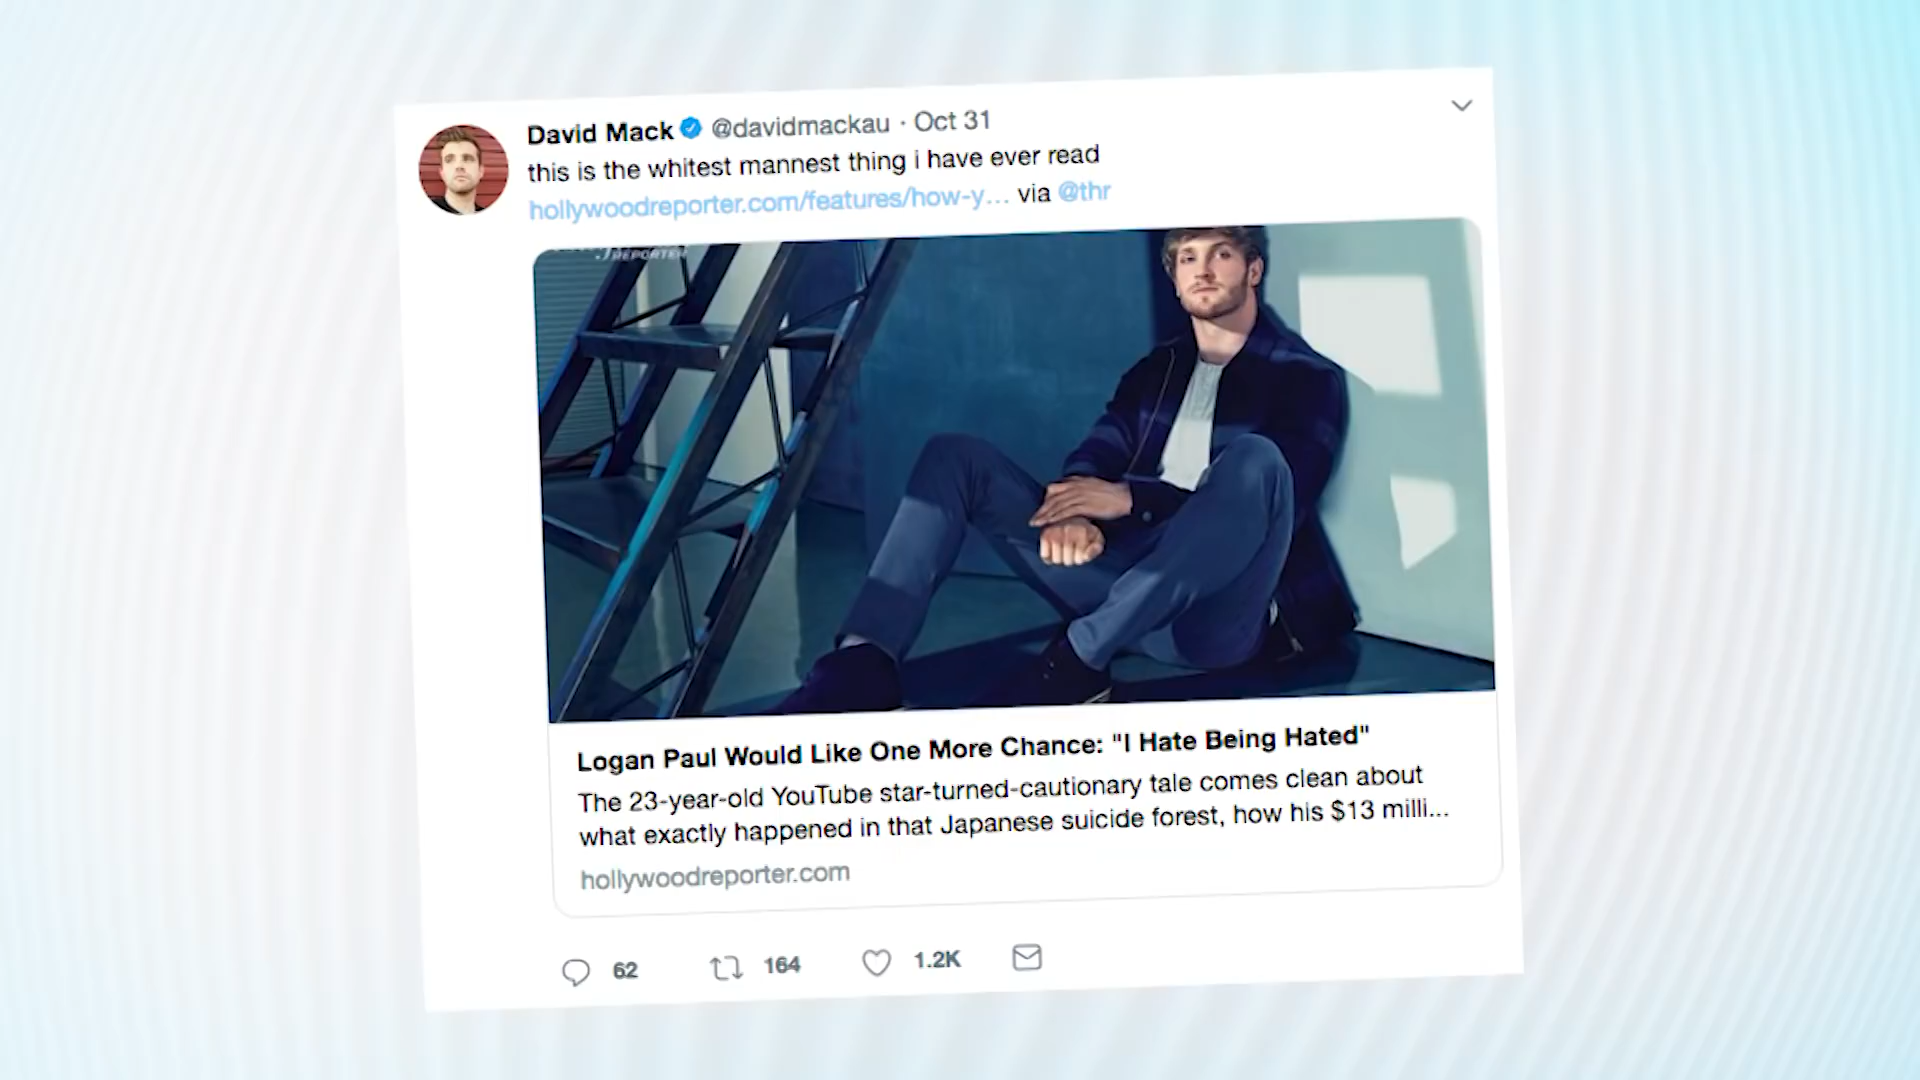 David Mack @davidmackau · Oct 31
this is the whitest mannest thing i have ever read
hollywoodreporter.com/features/how-y... via @thr
REPORTER
Logan Paul Would Like One More Chance: "I Hate Being Hated"
The 23-year-old YouTube star-turned-cautionary tale comes clean about
what exactly happened in that Japanese suicide forest, how his $13 milli...
hollywoodreporter.com
62 164 1.2K